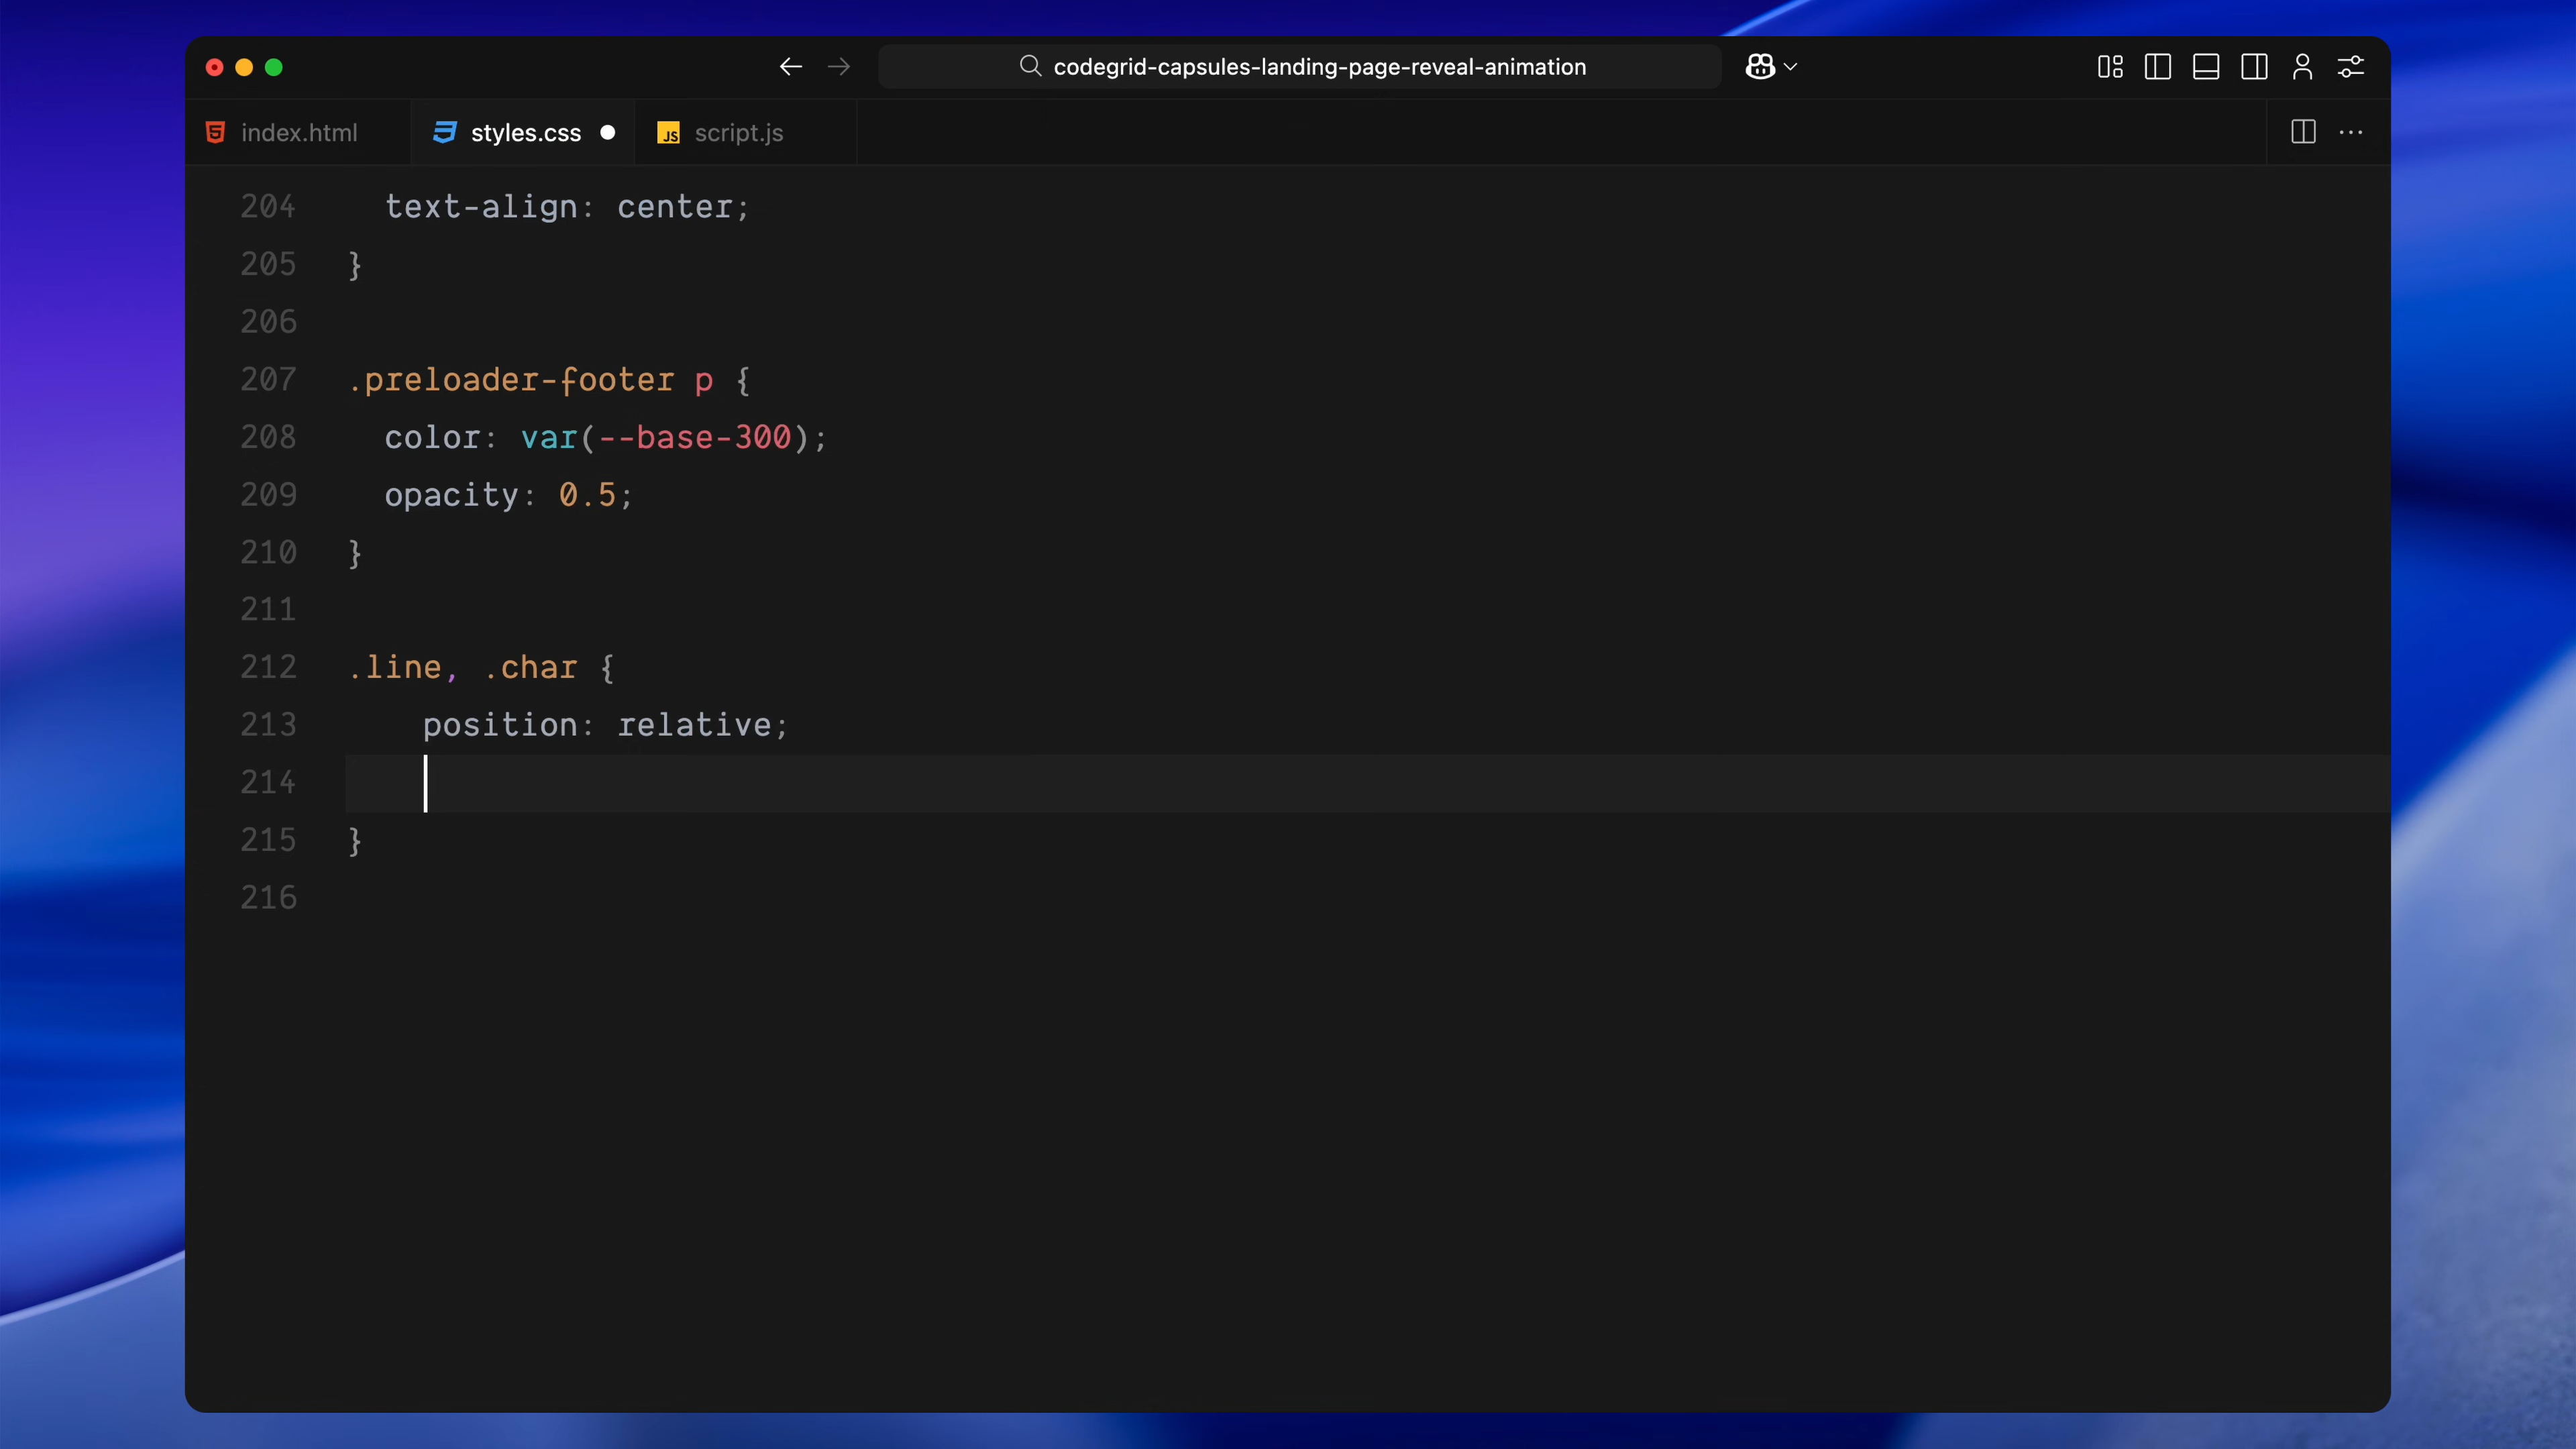 codegrid-capsules-landing-page-reveal-animation
index.html
styles.css
JS script.js
204 text-align: center;
205 }
206
207 .preloader-footer p {
208 color: var(--base-300);
209 opacity: 0.5;
210 }
211
212 .line, .char {
213 position: relative;
214
215 }
216